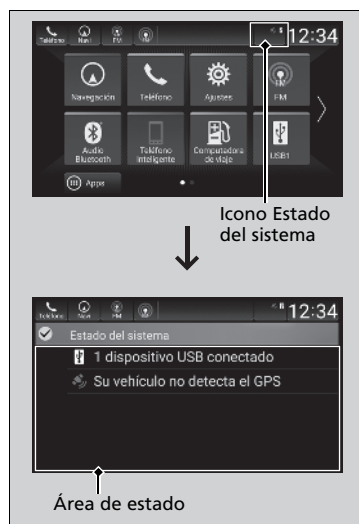 Teléfono Navi FM
12:34
Navegación Teléfono Ajustes FM
Audio Bluetooth
Teléfono inteligente
Computadora de viaje
USB1
Apps
Icono Estado
del sistema
Teléfono Navi FM
12:34
Estado del sistema
1 dispositivo USB conectado
Su vehículo no detecta el GPS
Área de estado